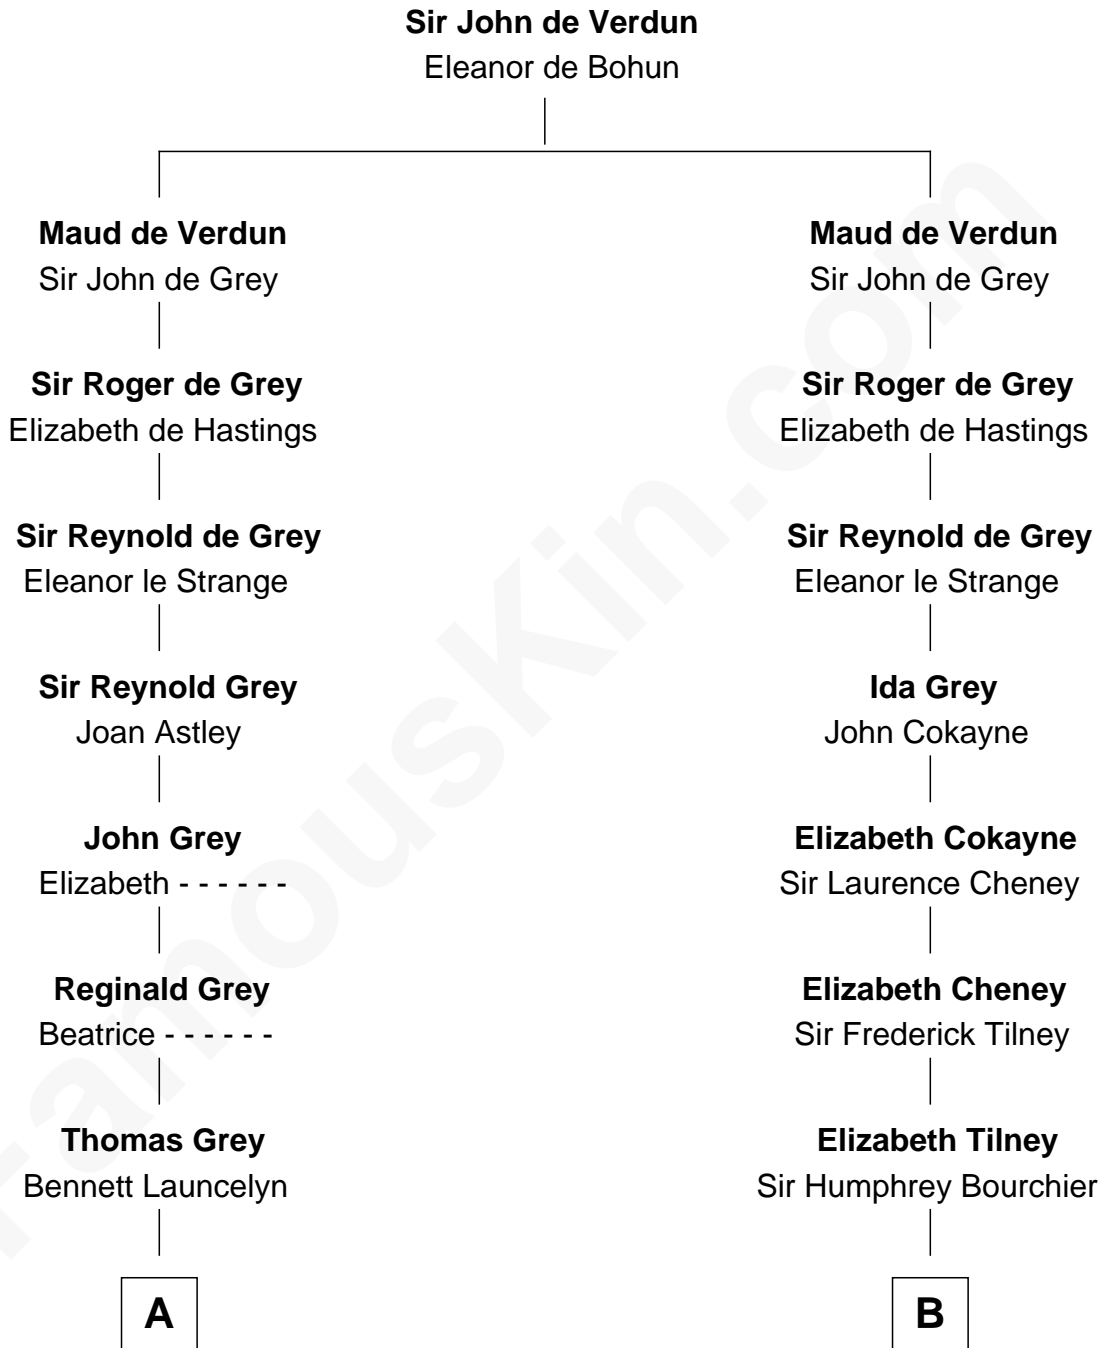 Sir John de Verdun
Eleanor de Bohun
Maud de Verdun
Sir John de Grey
Maud de Verdun
Sir John de Grey
Sir Roger de Grey
Elizabeth de Hastings
Sir Roger de Grey
Elizabeth de Hastings
Sir Reynold de Grey
Eleanor le Strange
Sir Reynold de Grey
Eleanor le Strange
Sir Reynold Grey
Joan Astley
Ida Grey
John Cokayne
John Grey
Elizabeth - - - - - -
Elizabeth Cokayne
Sir Laurence Cheney
Reginald Grey
Beatrice - - - - - -
Elizabeth Cheney
Sir Frederick Tilney
Thomas Grey
Bennett Launcelyn
Elizabeth Tilney
Sir Humphrey Bourchier
A
B
FamousKin.com